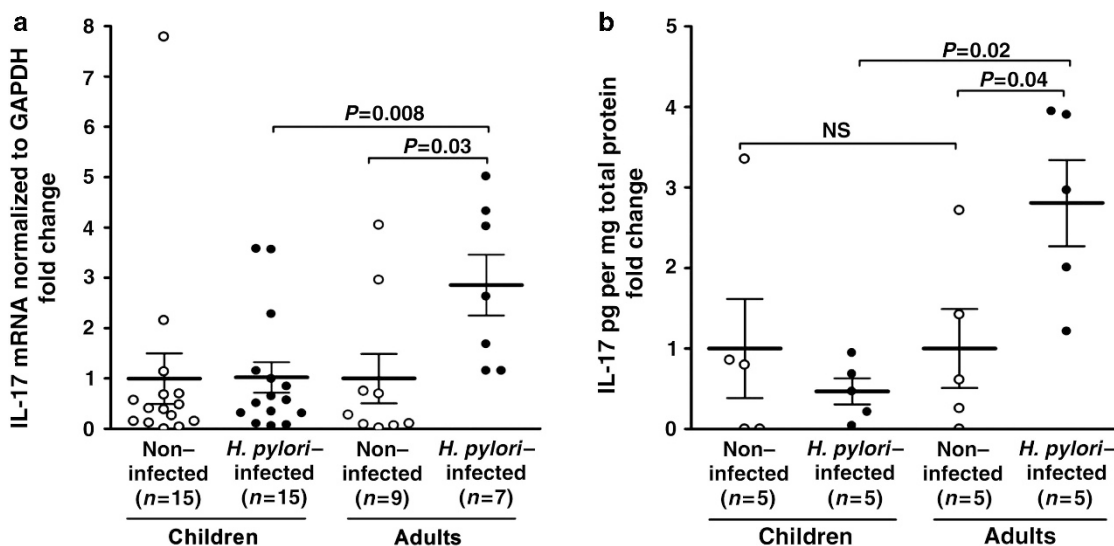 a
IL-17 mRNA normalized to GAPDH
fold change
8
7
6
5
4
3
2
1
0
P=0.008
P=0.03
Non–
infected
(n=15)
H. pylori–
infected
(n=15)
Non–
infected
(n=9)
H. pylori–
infected
(n=7)
Children
Adults
b
IL-17 pg per mg total protein
fold change
5
4
3
2
1
0
P=0.02
P=0.04
NS
Non–
infected
(n=5)
H. pylori–
infected
(n=5)
Non–
infected
(n=5)
H. pylori–
infected
(n=5)
Children
Adults